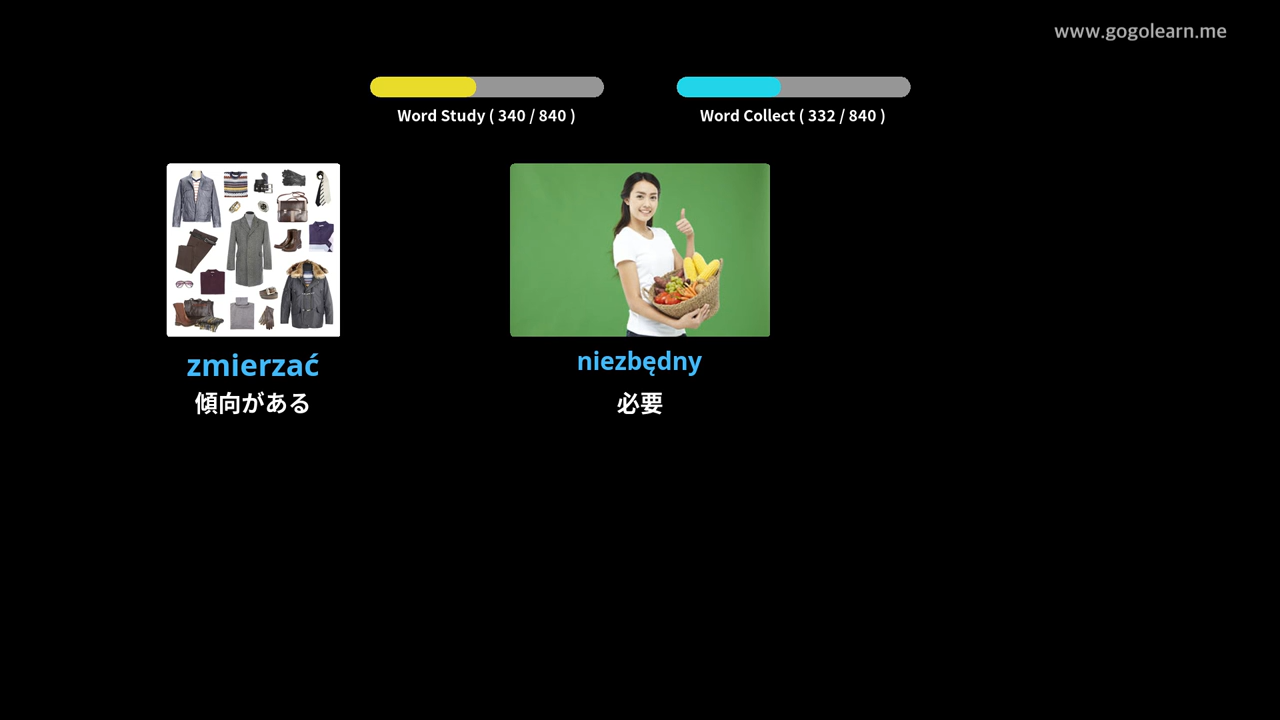 www.gogolearn.me
Word Study ( 340 / 840 )
Word Collect ( 332 / 840 )
zmierzać
傾向がある
niezbędny
必要